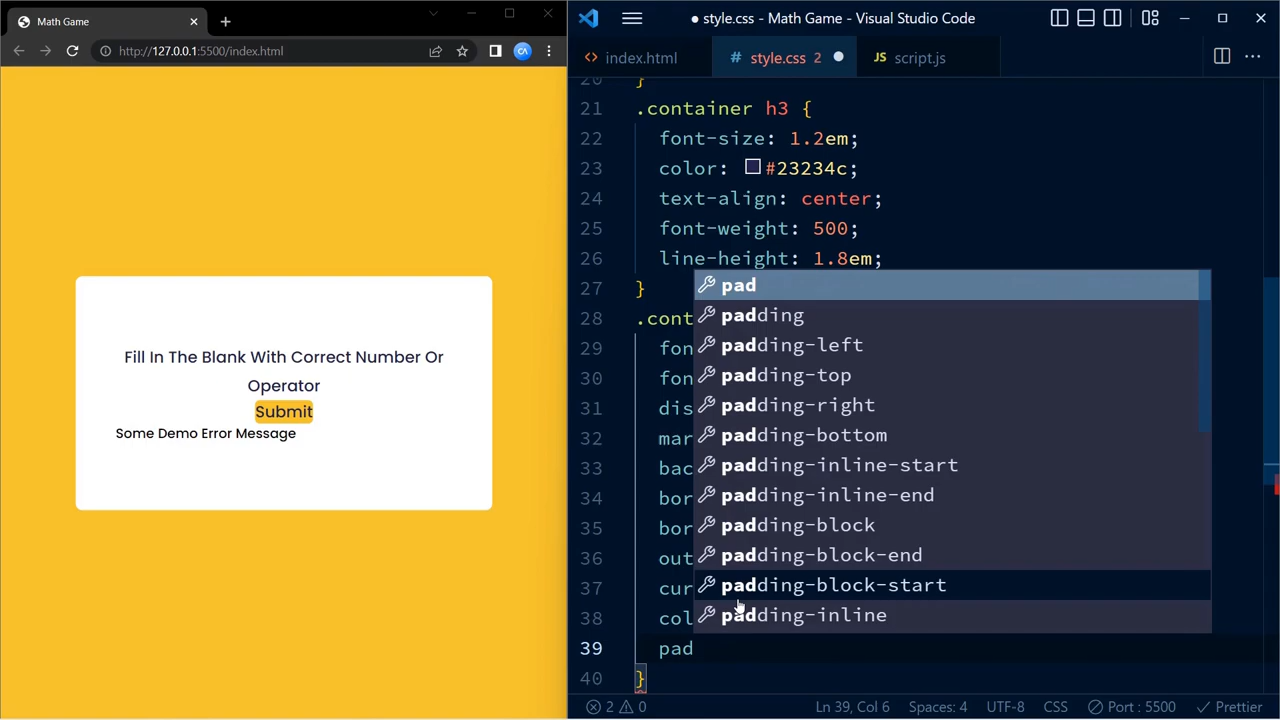 Math Game
http://127.0.0.1:5500/index.html
Fill In The Blank With Correct Number Or
Operator
Submit
Some Demo Error Message
style.css - Math Game - Visual Studio Code
index.html
# style.css 2
JS script.js
20 }
21 .container h3 {
22 font-size: 1.2em;
23 color: #23234c;
24 text-align: center;
25 font-weight: 500;
26 line-height: 1.8em;
27 }
28 .cont
29 fon
30 fon
31 dis
32 mar
33 bac
34 bor
35 bor
36 out
37 cur
38 col
39 pad
40 }
pad
padding
padding-left
padding-top
padding-right
padding-bottom
padding-inline-start
padding-inline-end
padding-block
padding-block-end
padding-block-start
padding-inline
2 0 Ln 39, Col 6 Spaces: 4 UTF-8 CSS Port : 5500 Prettier